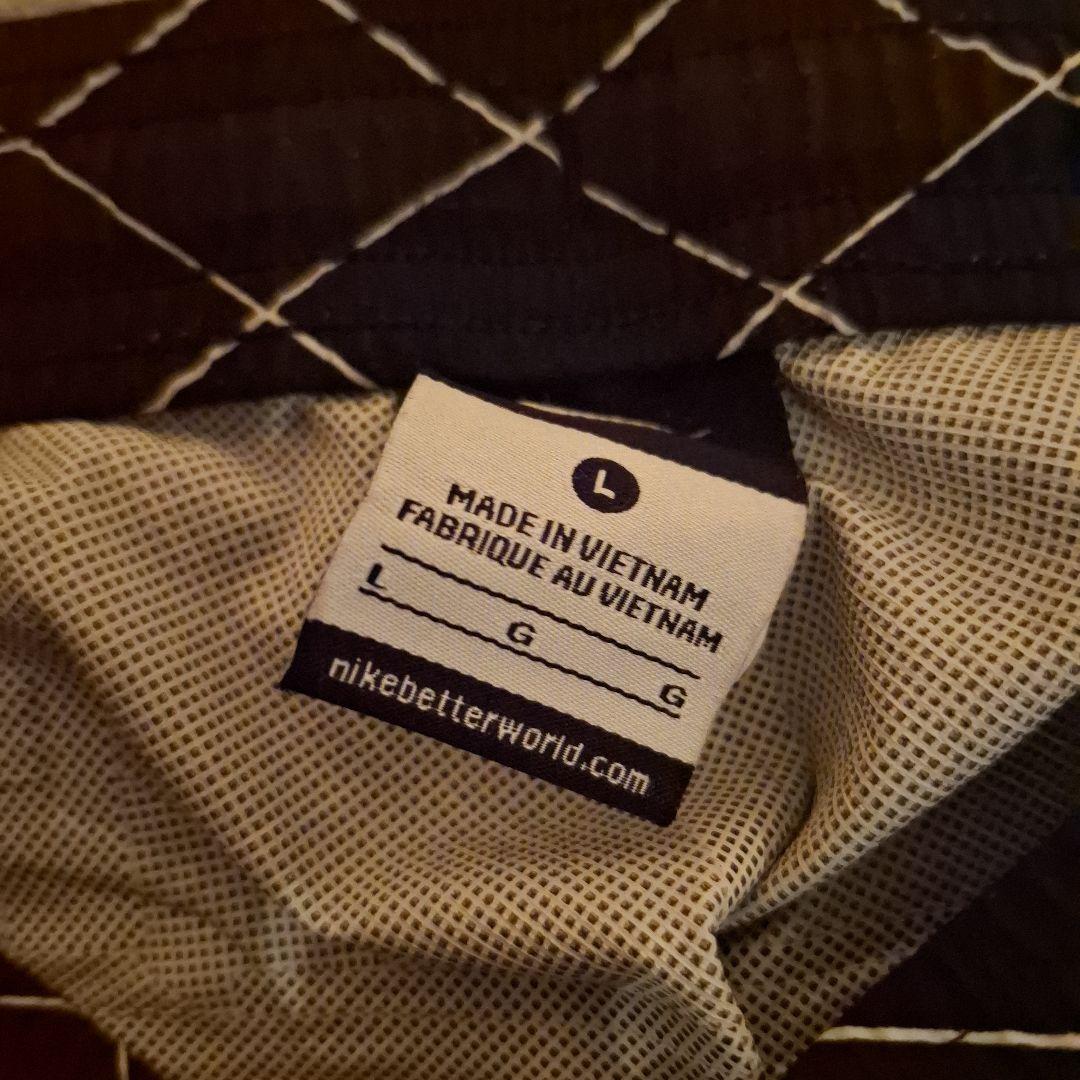 L
MADE IN VIETNAM
FABRIQUE AU VIETNAM
L G G
nikebetterworld.com